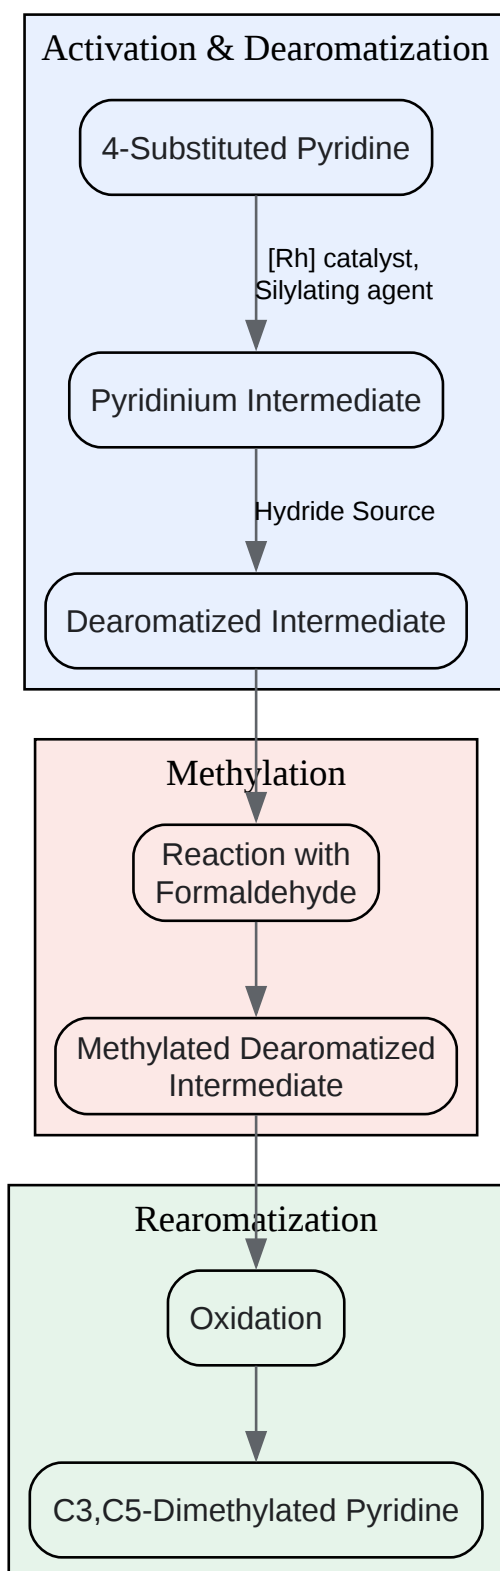 Activation & Dearomatization
4-Substituted Pyridine
[Rh] catalyst,
Silylating agent
Pyridinium Intermediate
Hydride Source
Dearomatized Intermediate
Methylation
Reaction with
Formaldehyde
Methylated Dearomatized
Intermediate
Rearomatization
Oxidation
C3,C5-Dimethylated Pyridine